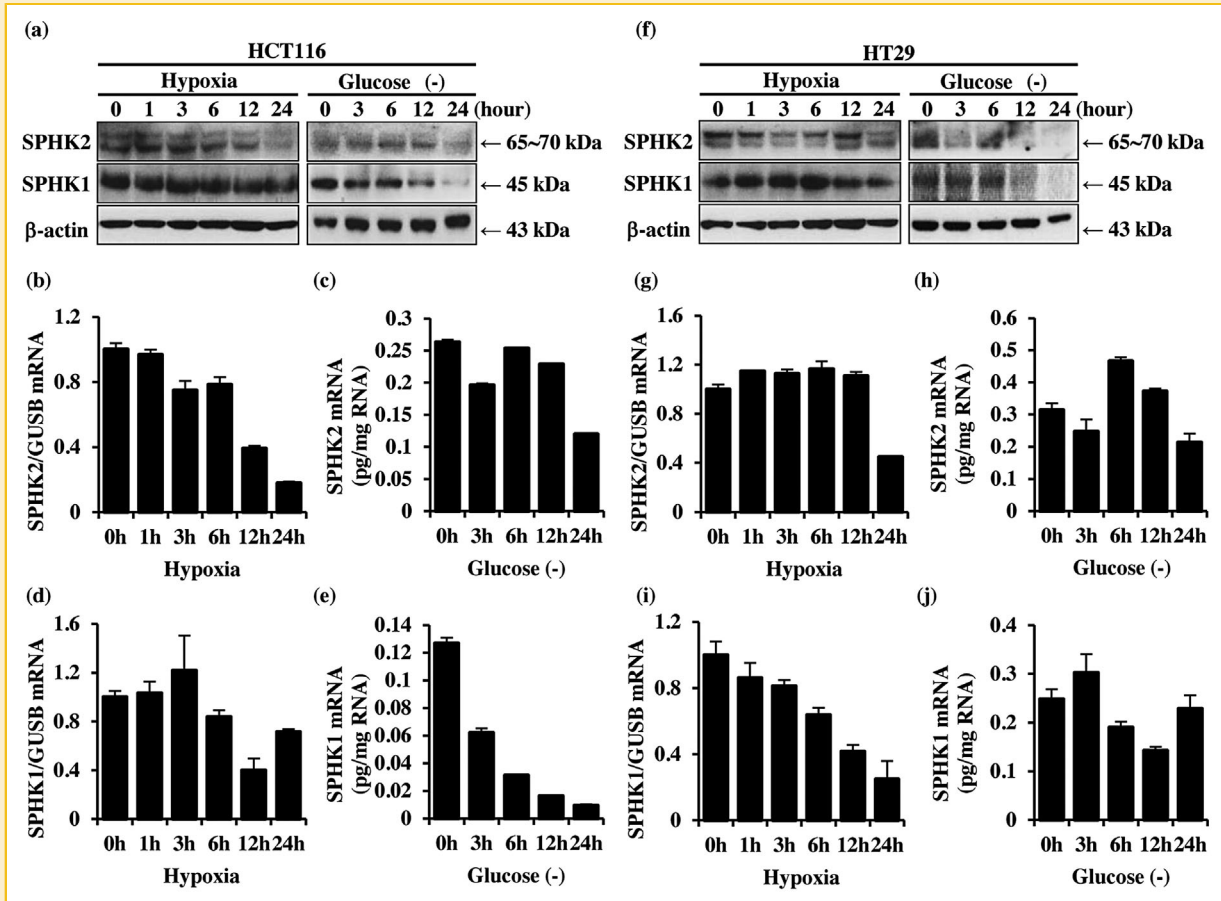 (a)
HCT116
Hypoxia Glucose (-)
0 1 3 6 12 24 0 3 6 12 24 (hour)
SPHK2 ← 65~70 kDa
SPHK1 ← 45 kDa
β-actin ← 43 kDa
(f)
HT29
Hypoxia Glucose (-)
0 1 3 6 12 24 0 3 6 12 24 (hour)
SPHK2 ← 65~70 kDa
SPHK1 ← 45 kDa
β-actin ← 43 kDa
(b)
SPHK2/GUSB mRNA
1.2
0.8
0.4
0
0h 1h 3h 6h 12h 24h
Hypoxia
(c)
SPHK2 mRNA
(pg/mg RNA)
0.3
0.25
0.2
0.15
0.1
0.05
0
0h 3h 6h 12h 24h
Glucose (-)
(g)
SPHK2/GUSB mRNA
1.6
1.2
0.8
0.4
0
0h 1h 3h 6h 12h 24h
Hypoxia
(h)
SPHK2 mRNA
(pg/mg RNA)
0.6
0.5
0.4
0.3
0.2
0.1
0
0h 3h 6h 12h 24h
Glucose (-)
(d)
SPHK1/GUSB mRNA
1.6
1.2
0.8
0.4
0
0h 1h 3h 6h 12h 24h
Hypoxia
(e)
SPHK1 mRNA
(pg/mg RNA)
0.14
0.12
0.1
0.08
0.06
0.04
0.02
0
0h 3h 6h 12h 24h
Glucose (-)
(i)
SPHK1/GUSB mRNA
1.2
1
0.8
0.6
0.4
0.2
0
0h 1h 3h 6h 12h 24h
Hypoxia
(j)
SPHK1 mRNA
(pg/mg RNA)
0.4
0.3
0.2
0.1
0
0h 3h 6h 12h 24h
Glucose (-)